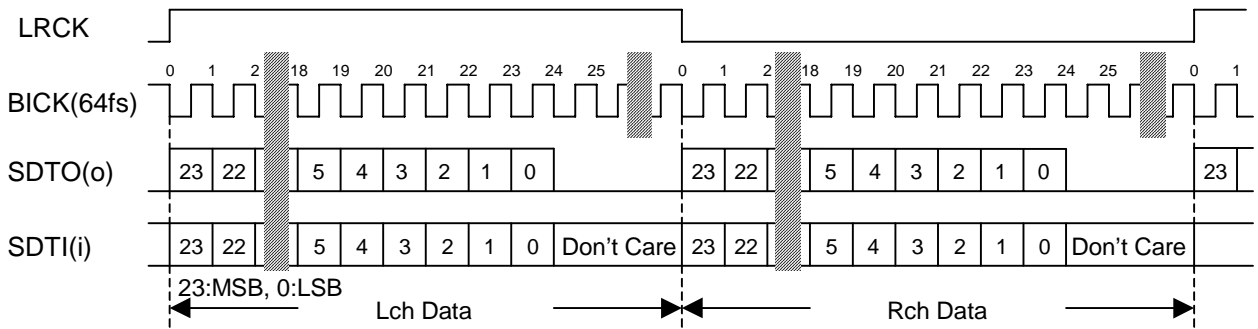 LRCK
0 1 2 18 19 20 21 22 23 24 25 0 1 2 18 19 20 21 22 23 24 25 0 1
BICK(64fs)
SDTO(o) 23 22 5 4 3 2 1 0 23 22 5 4 3 2 1 0 23
SDTI(i) 23 22 5 4 3 2 1 0 Don't Care 23 22 5 4 3 2 1 0 Don't Care
23:MSB, 0:LSB
Lch Data Rch Data